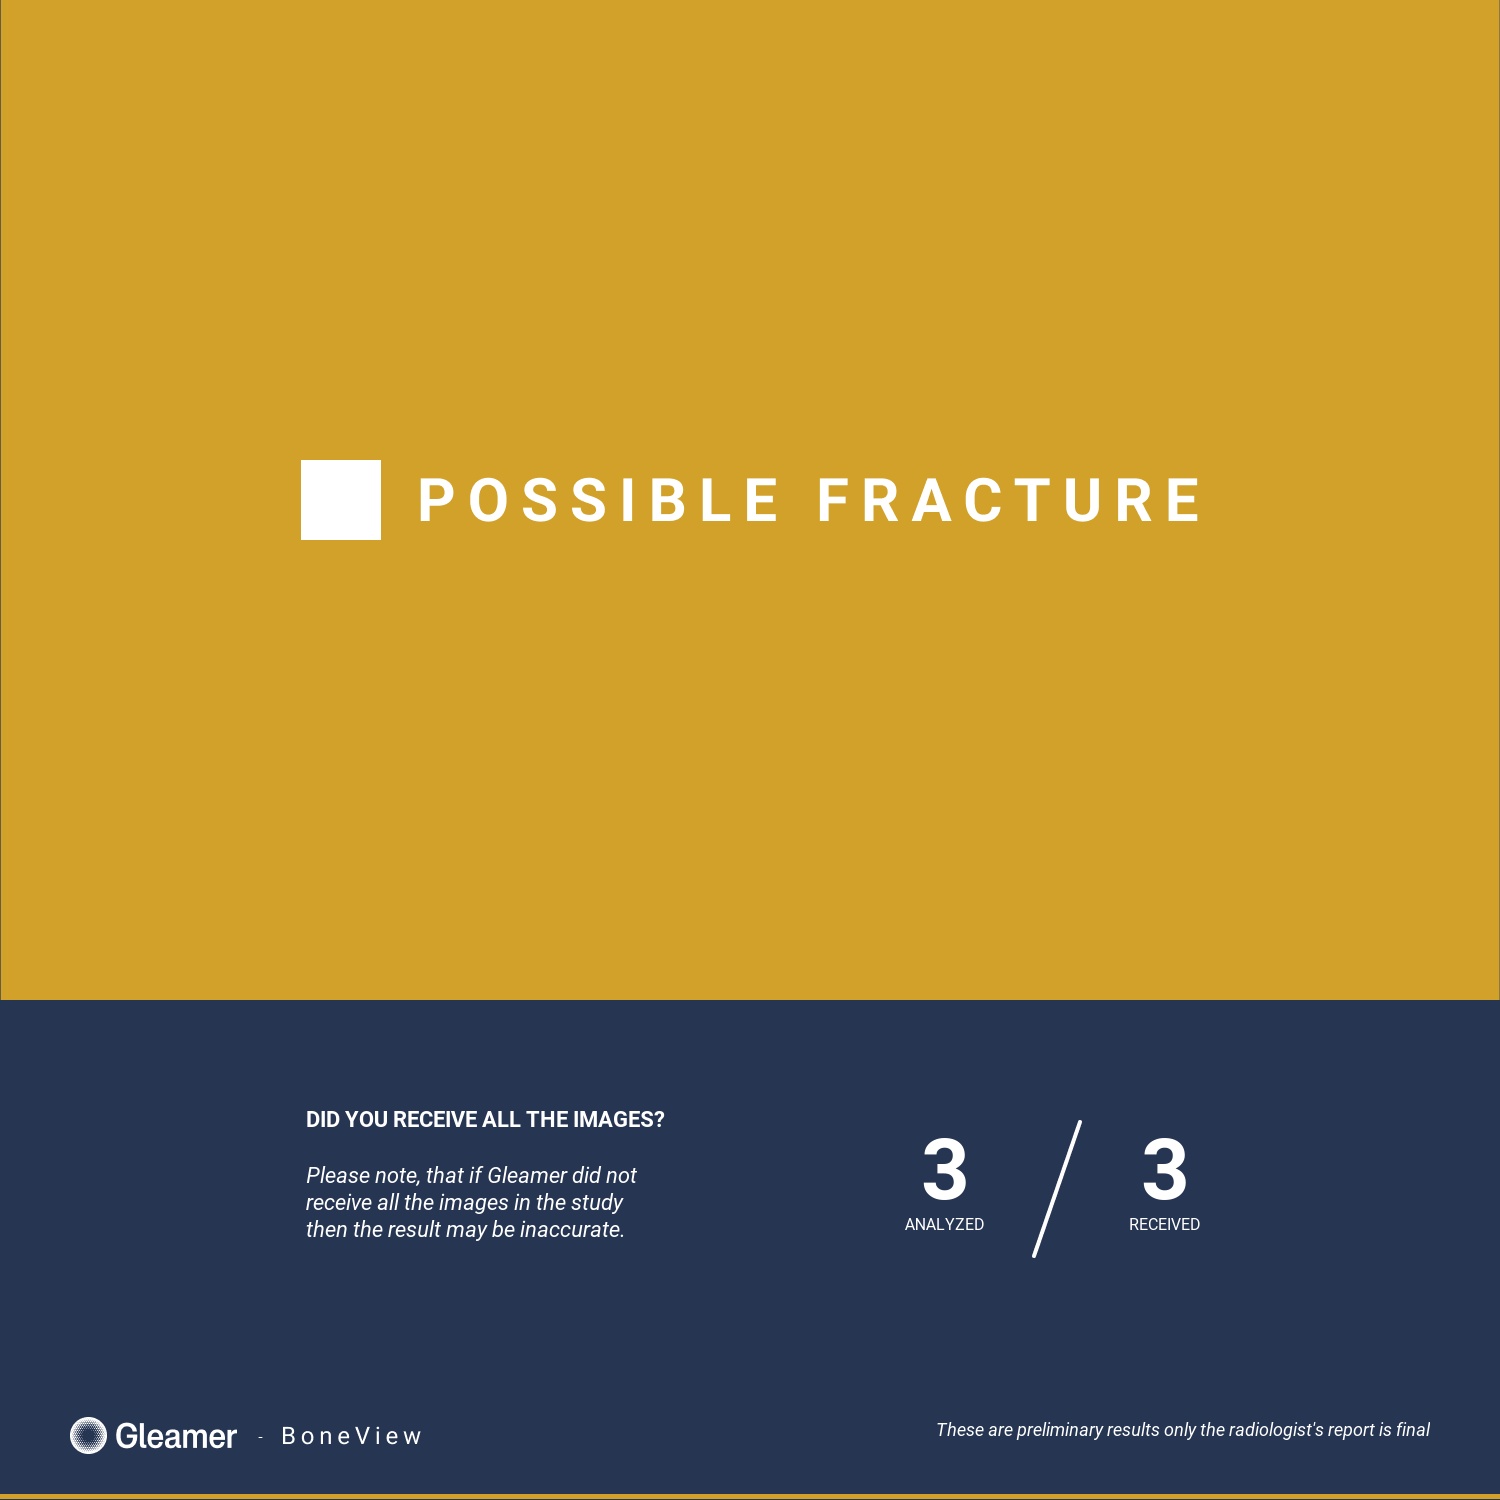 POSSIBLE FRACTURE
DID YOU RECEIVE ALL THE IMAGES?
Please note, that if Gleamer did not
receive all the images in the study
then the result may be inaccurate.
3 / 3
ANALYZED RECEIVED
Gleamer - BoneView
These are preliminary results only the radiologist's report is final